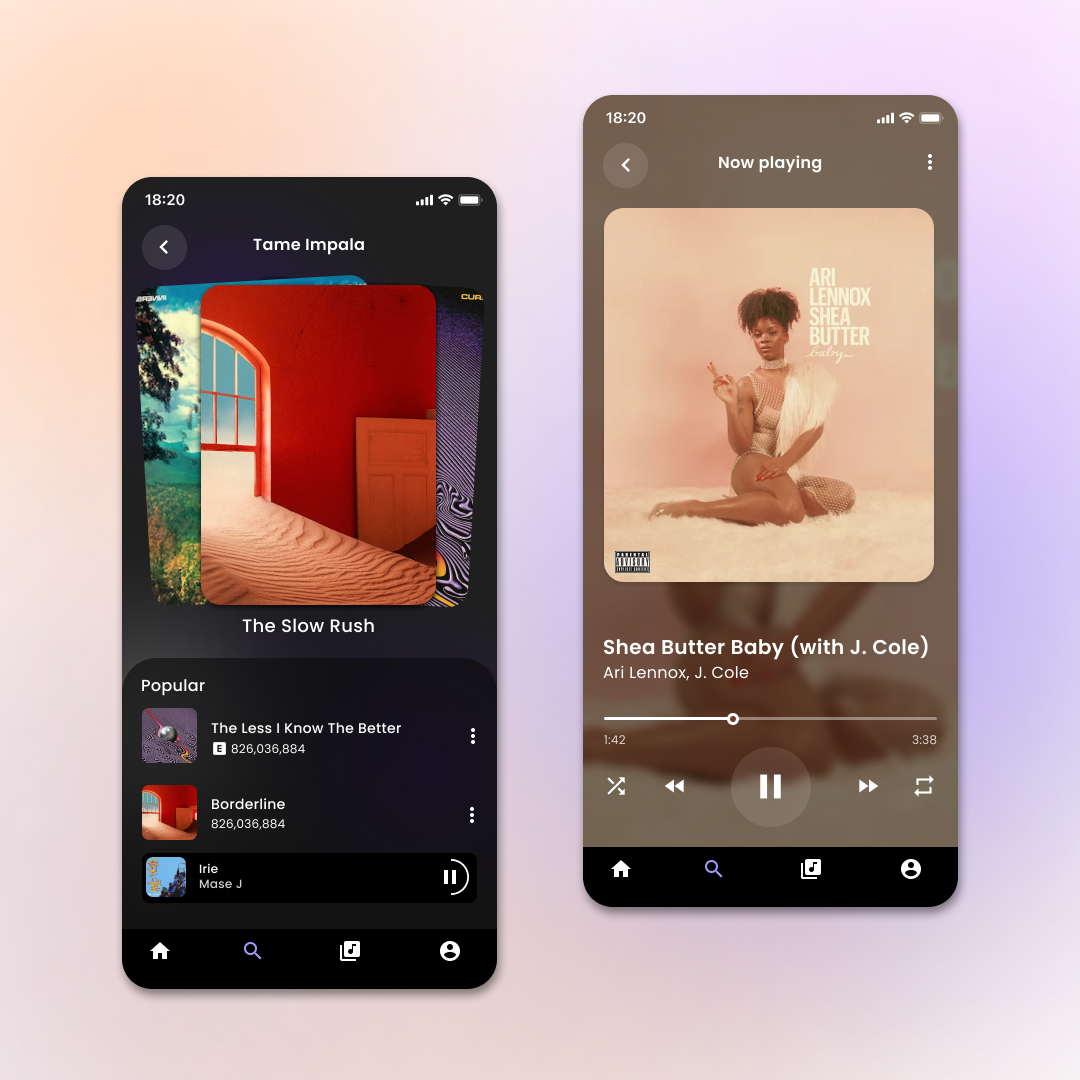 18:20
Tame Impala
INNERS
CUR
The Slow Rush
Popular
The Less I Know The Better
E 826,036,884
Borderline
826,036,884
Irie
Mase J
18:20
Now playing
ARI
LENNOX
SHEA
BUTTER
baby
PARENTAL
ADVISORY
EXPLICIT CONTENT
Shea Butter Baby (with J. Cole)
Ari Lennox, J. Cole
1:42
3:38